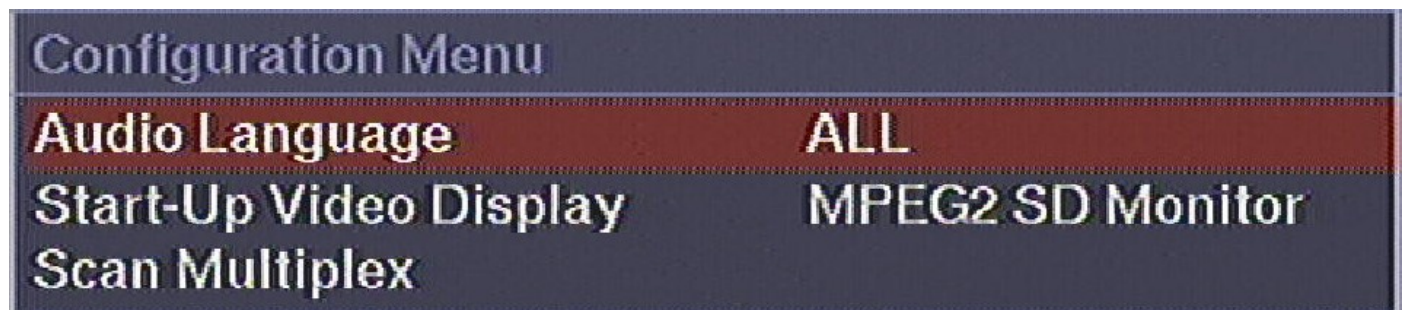 Configuration Menu
Audio Language ALL
Start-Up Video Display MPEG2 SD Monitor
Scan Multiplex